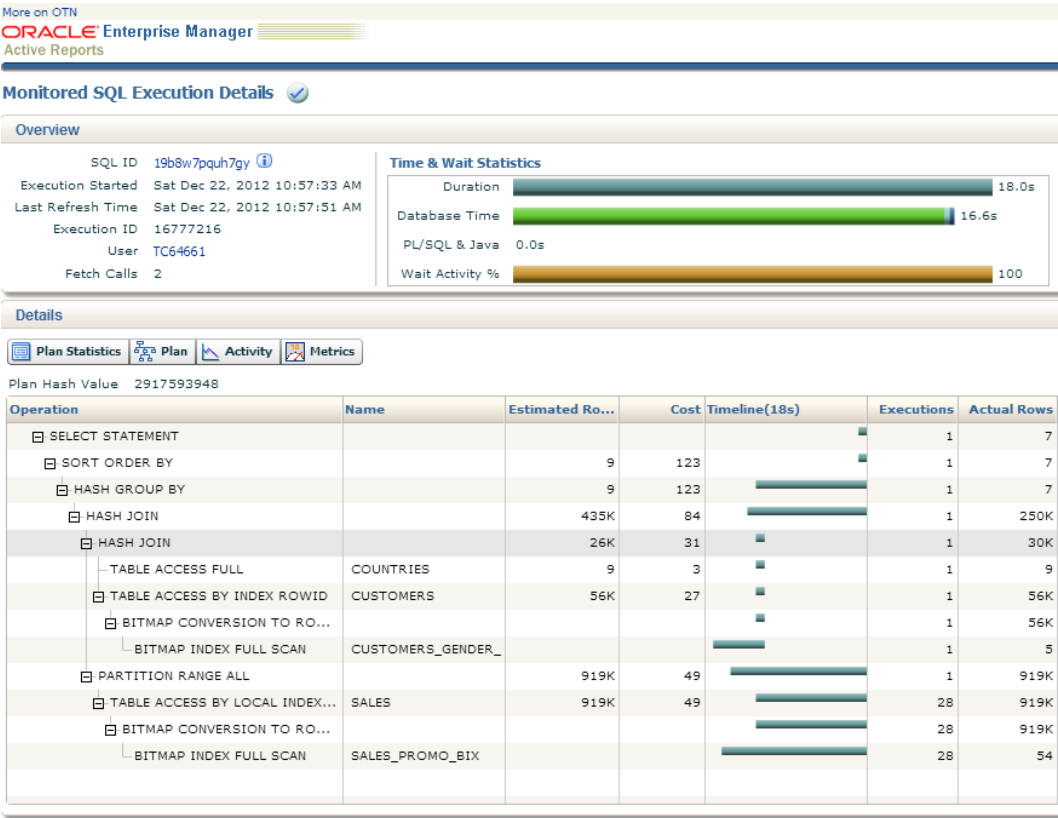 More on OTN
ORACLE Enterprise Manager
Active Reports
Monitored SQL Execution Details
Overview
SQL ID 19b8w7pquh7gy
Execution Started Sat Dec 22, 2012 10:57:33 AM
Last Refresh Time Sat Dec 22, 2012 10:57:51 AM
Execution ID 16777216
User TC64661
Fetch Calls 2
Time & Wait Statistics
Duration 18.0s
Database Time 16.6s
PL/SQL & Java 0.0s
Wait Activity % 100
Details
Plan Statistics Plan Activity Metrics
Plan Hash Value 2917593948
Operation Name Estimated Ro... Cost Timeline(18s) Executions Actual Rows
SELECT STATEMENT 1 7
SORT ORDER BY 9 123 1 7
HASH GROUP BY 9 123 1 7
HASH JOIN 435K 84 1 250K
HASH JOIN 26K 31 1 30K
TABLE ACCESS FULL COUNTRIES 9 3 1 9
TABLE ACCESS BY INDEX ROWID CUSTOMERS 56K 27 1 56K
BITMAP CONVERSION TO RO... 1 56K
BITMAP INDEX FULL SCAN CUSTOMERS_GENDER_ 1 5
PARTITION RANGE ALL 919K 49 1 919K
TABLE ACCESS BY LOCAL INDEX... SALES 919K 49 28 919K
BITMAP CONVERSION TO RO... 28 919K
BITMAP INDEX FULL SCAN SALES_PROMO_BIX 28 54